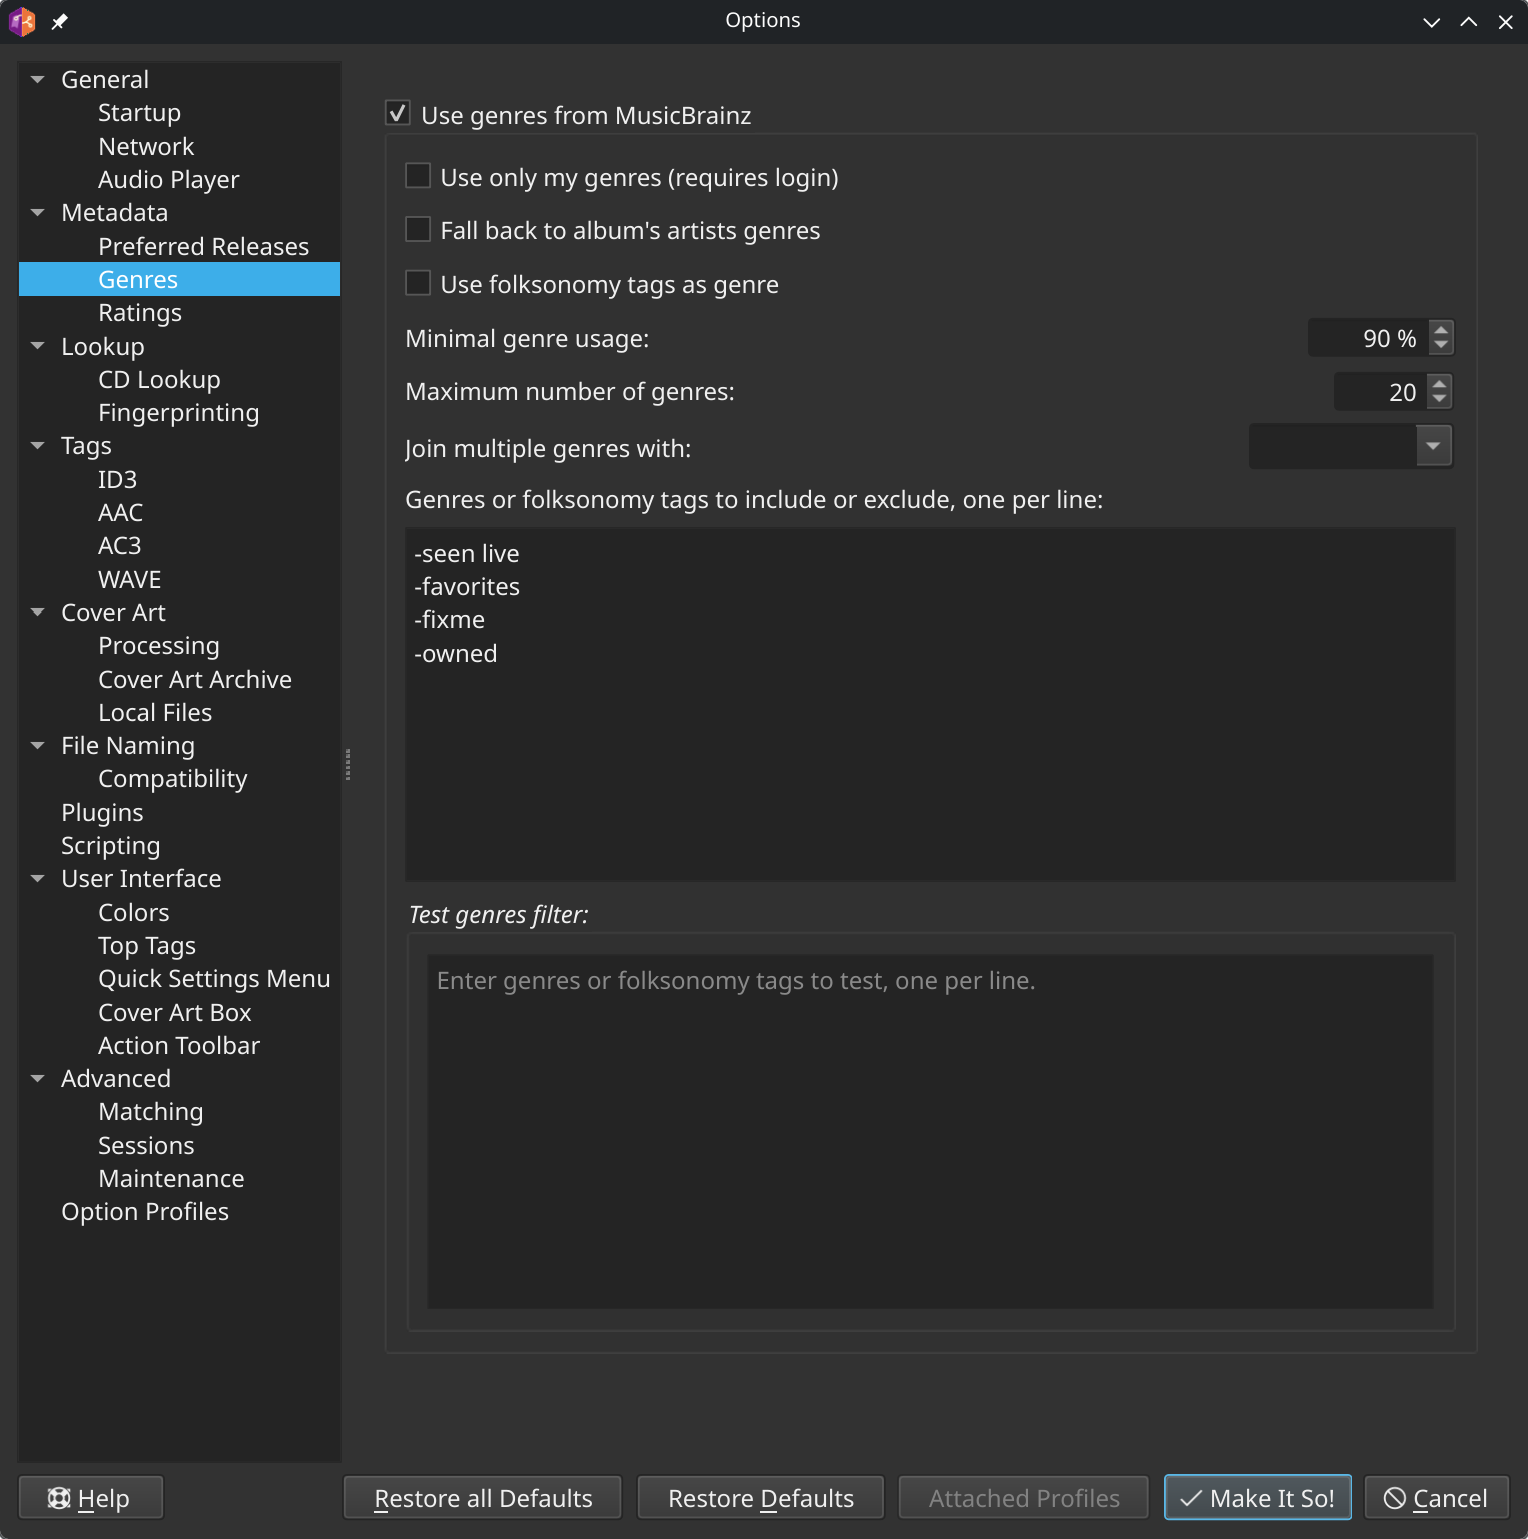 Options
General
Startup
Network
Audio Player
Metadata
Preferred Releases
Genres
Ratings
Lookup
CD Lookup
Fingerprinting
Tags
ID3
AAC
AC3
WAVE
Cover Art
Processing
Cover Art Archive
Local Files
File Naming
Compatibility
Plugins
Scripting
User Interface
Colors
Top Tags
Quick Settings Menu
Cover Art Box
Action Toolbar
Advanced
Matching
Sessions
Maintenance
Option Profiles
Use genres from MusicBrainz
Use only my genres (requires login)
Fall back to album's artists genres
Use folksonomy tags as genre
Minimal genre usage: 90 %
Maximum number of genres: 20
Join multiple genres with:
Genres or folksonomy tags to include or exclude, one per line:
-seen live
-favorites
-fixme
-owned
Test genres filter:
Enter genres or folksonomy tags to test, one per line.
Help Restore all Defaults Restore Defaults Attached Profiles Make It So! Cancel